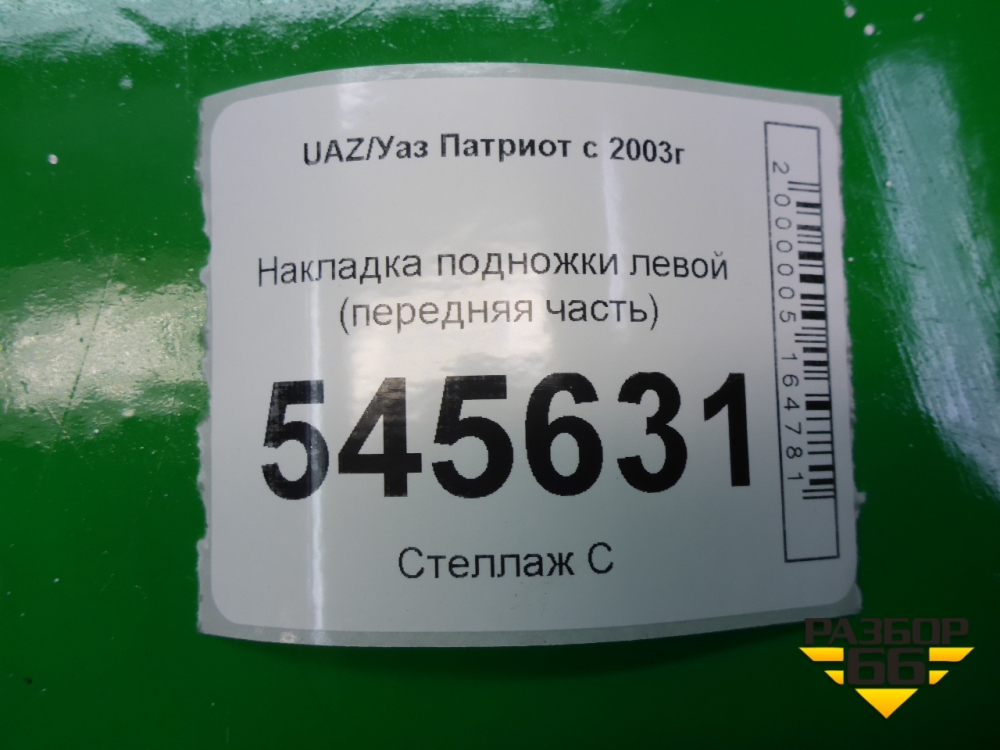 UAZ/Уаз Патриот с 2003г
Накладка подножки левой
(передняя часть)
545631
Стеллаж С
2000005164781
РАЗБОР
66